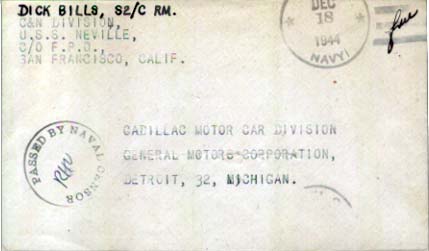 DICK BILLS, S2/C RM.
C&N DIVISION,
U.S.S. NEVILLE,
C/O F.P.O.,
SAN FRANCISCO, CALIF.
DEC
18
1944
NAVY
free
PASSED BY NAVAL CENSOR
CADILLAC MOTOR CAR DIVISION
GENERAL MOTORS CORPORATION,
DETROIT, 32, MICHIGAN.